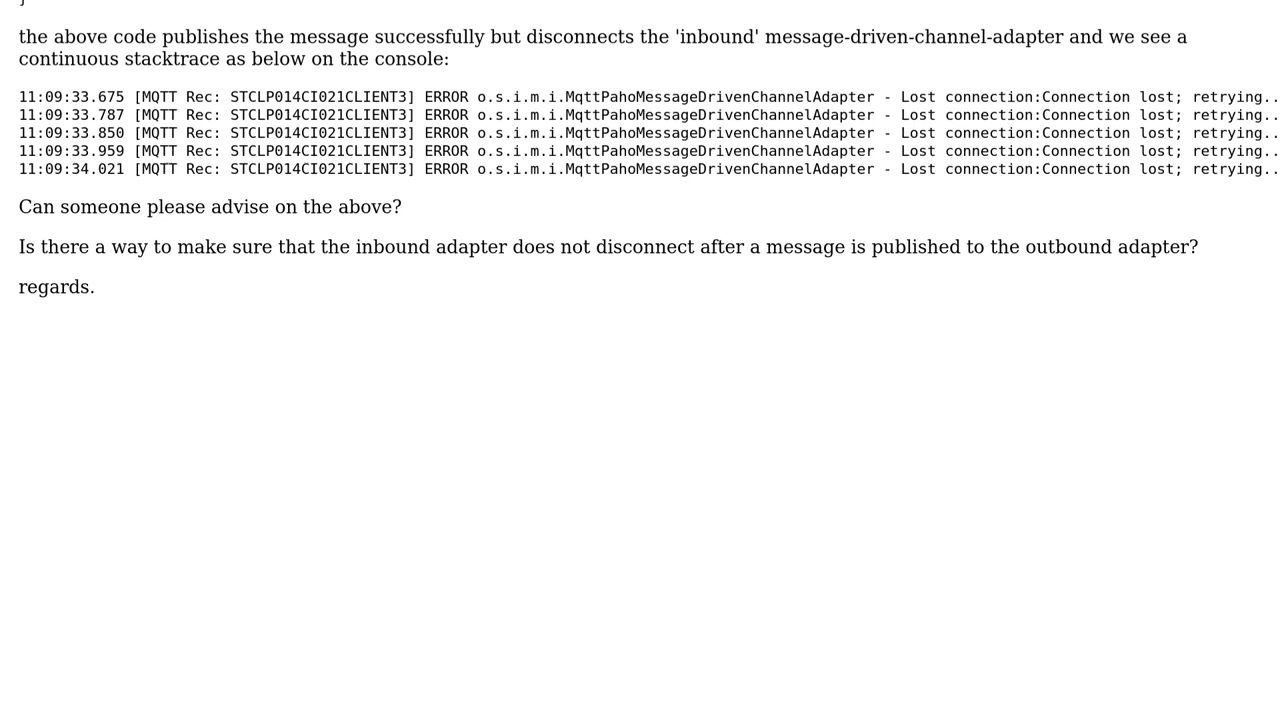 }
the above code publishes the message successfully but disconnects the 'inbound' message-driven-channel-adapter and we see a
continuous stacktrace as below on the console:
11:09:33.675 [MQTT Rec: STCLP014CI021CLIENT3] ERROR o.s.i.m.i.MqttPahoMessageDrivenChannelAdapter - Lost connection:Connection lost; retrying..
11:09:33.787 [MQTT Rec: STCLP014CI021CLIENT3] ERROR o.s.i.m.i.MqttPahoMessageDrivenChannelAdapter - Lost connection:Connection lost; retrying..
11:09:33.850 [MQTT Rec: STCLP014CI021CLIENT3] ERROR o.s.i.m.i.MqttPahoMessageDrivenChannelAdapter - Lost connection:Connection lost; retrying..
11:09:33.959 [MQTT Rec: STCLP014CI021CLIENT3] ERROR o.s.i.m.i.MqttPahoMessageDrivenChannelAdapter - Lost connection:Connection lost; retrying..
11:09:34.021 [MQTT Rec: STCLP014CI021CLIENT3] ERROR o.s.i.m.i.MqttPahoMessageDrivenChannelAdapter - Lost connection:Connection lost; retrying..
Can someone please advise on the above?
Is there a way to make sure that the inbound adapter does not disconnect after a message is published to the outbound adapter?
regards.